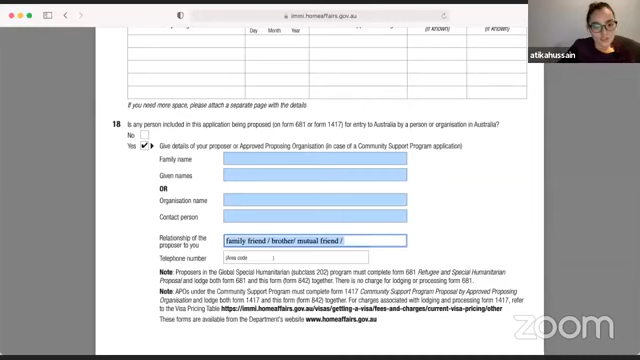 immi.homeaffairs.gov.au
atikahussain
Day Month Year
(if known)
(if known)
If you need more space, please attach a separate page with the details
18 Is any person included in this application being proposed (on form 681 or form 1417) for entry to Australia by a person or organisation in Australia?
No
Yes ✔ Give details of your proposer or Approved Proposing Organisation (in case of a Community Support Program application)
Family name
Given names
OR
Organisation name
Contact person
Relationship of the proposer to you
family friend / brother/ mutual friend /
Telephone number (Area code )
Note: Proposers in the Global Special Humanitarian (subclass 202) program must complete form 681 Refugee and Special Humanitarian
Proposal and lodge both form 681 and this form (form 842) together. There is no charge for lodging or processing form 681.
Note: APOs under the Community Support Program must complete form 1417 Community Support Program Proposal by Approved Proposing
Organisation and lodge both form 1417 and this form (form 842) together. For charges associated with lodging and processing form 1417, refer
to the Visa Pricing Table https://immi.homeaffairs.gov.au/visas/getting-a-visa/fees-and-charges/current-visa-pricing/other
These forms are available from the Department's website www.homeaffairs.gov.au
zoom